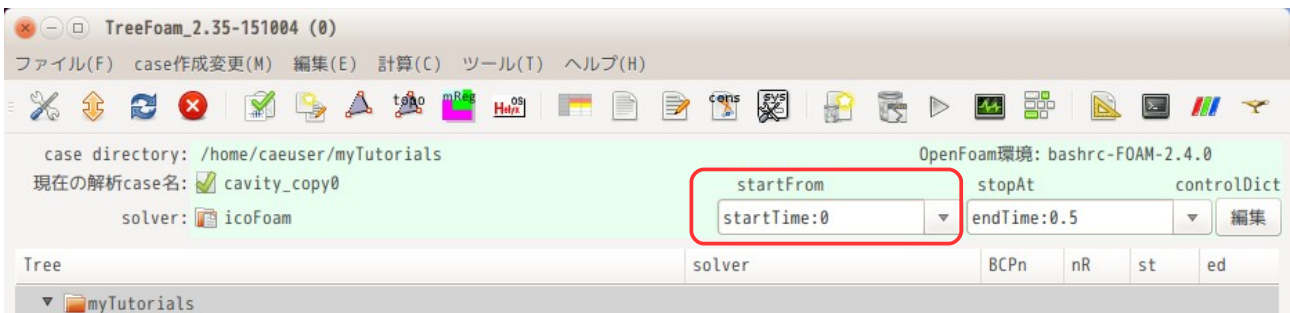 TreeFoam_2.35-151004 (0)
ファイル(F) case作成変更(M) 編集(E) 計算(C) ツール(T) ヘルプ(H)
topo mReg Helyx OS cons sys
case directory: /home/caeuser/myTutorials OpenFoam環境: bashrc-FOAM-2.4.0
現在の解析case名: cavity_copy0 startFrom stopAt controlDict
solver: icoFoam startTime:0 endTime:0.5 編集
Tree solver BCPn nR st ed
myTutorials